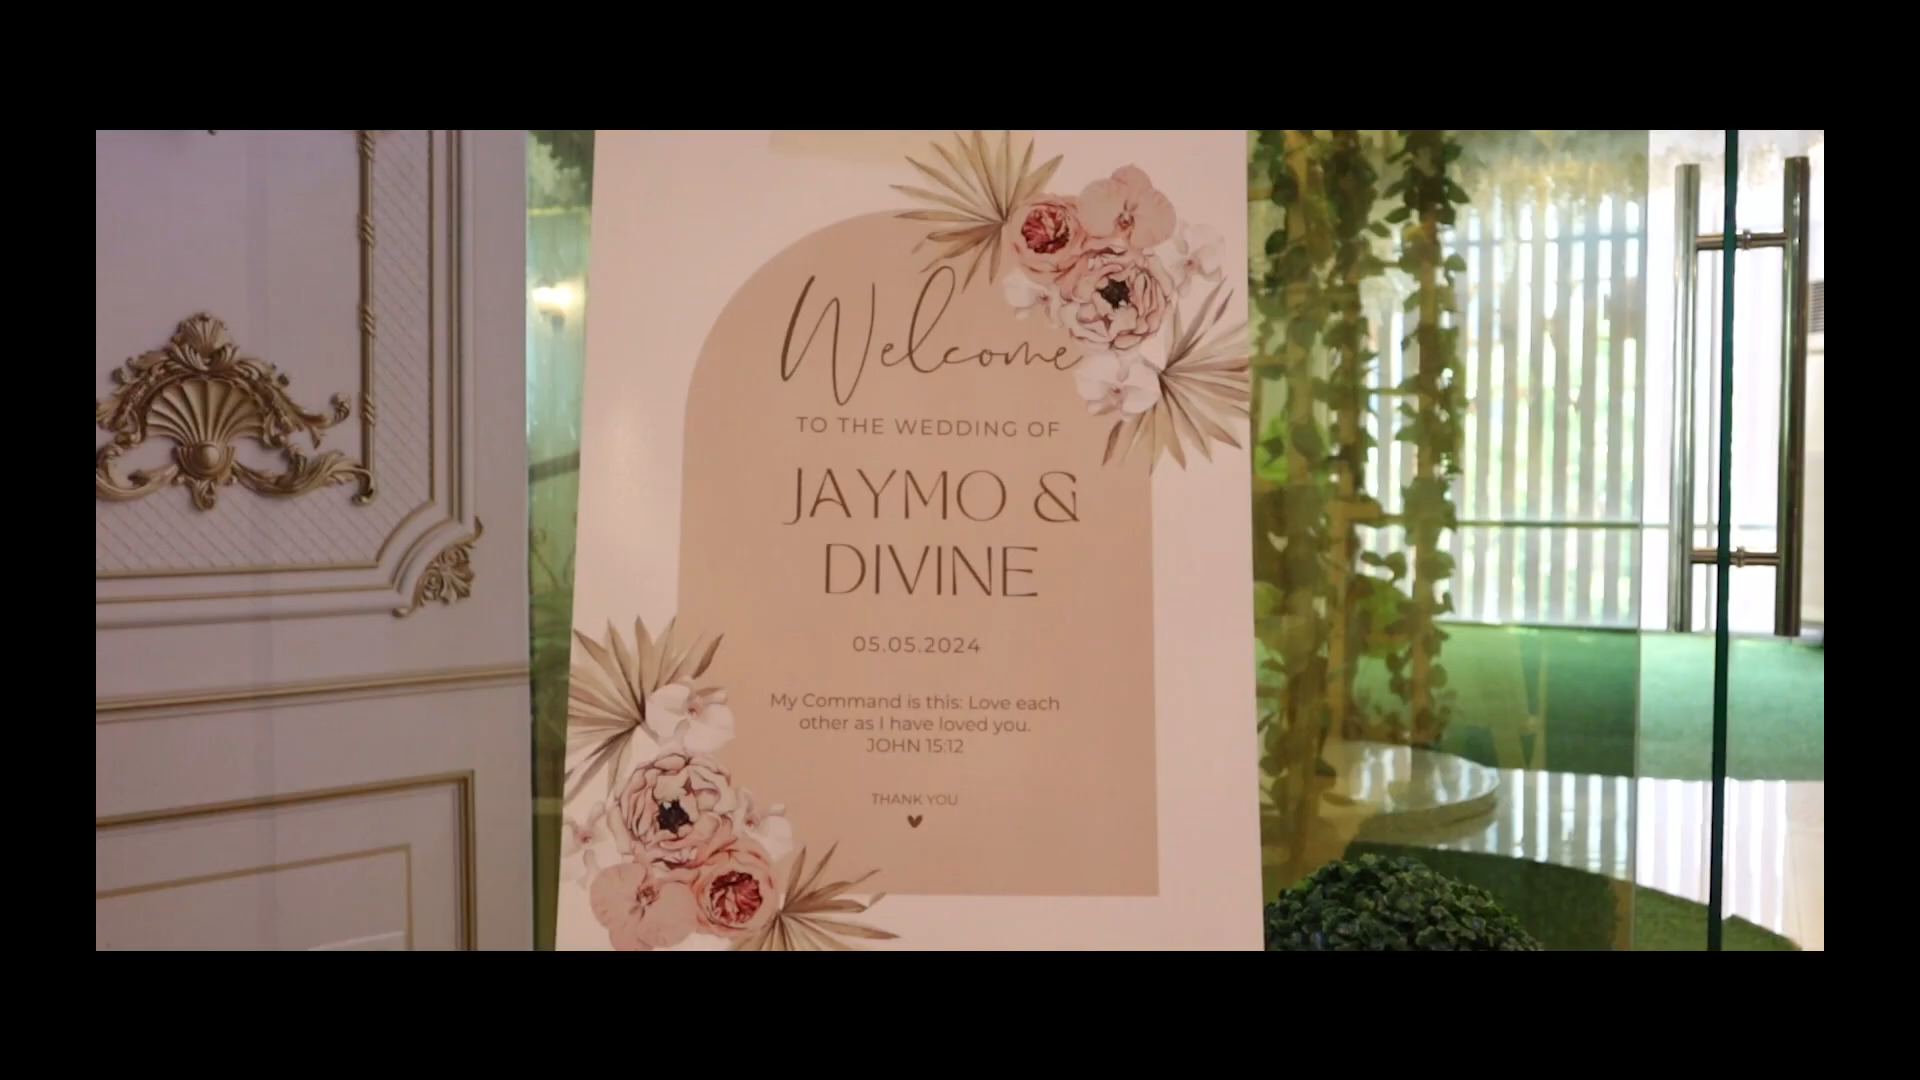 Welcome
TO THE WEDDING OF
JAYMO &
DIVINE
05.05.2024
My Command is this: Love each
other as I have loved you.
JOHN 15:12
THANK YOU